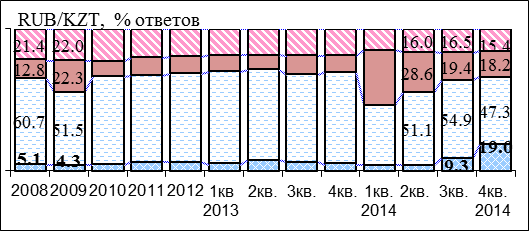 RUB/KZT, % ответов
21.4 22.0 16.0 16.5 15.4
12.8 22.3 28.6 19.4 18.2
60.7 51.5 51.1 54.9 47.3
5.1 4.3 9.3 19.0
2008 2009 2010 2011 2012 1кв. 2кв. 3кв. 4кв. 1кв. 2кв. 3кв. 4кв.
2013 2014 2014